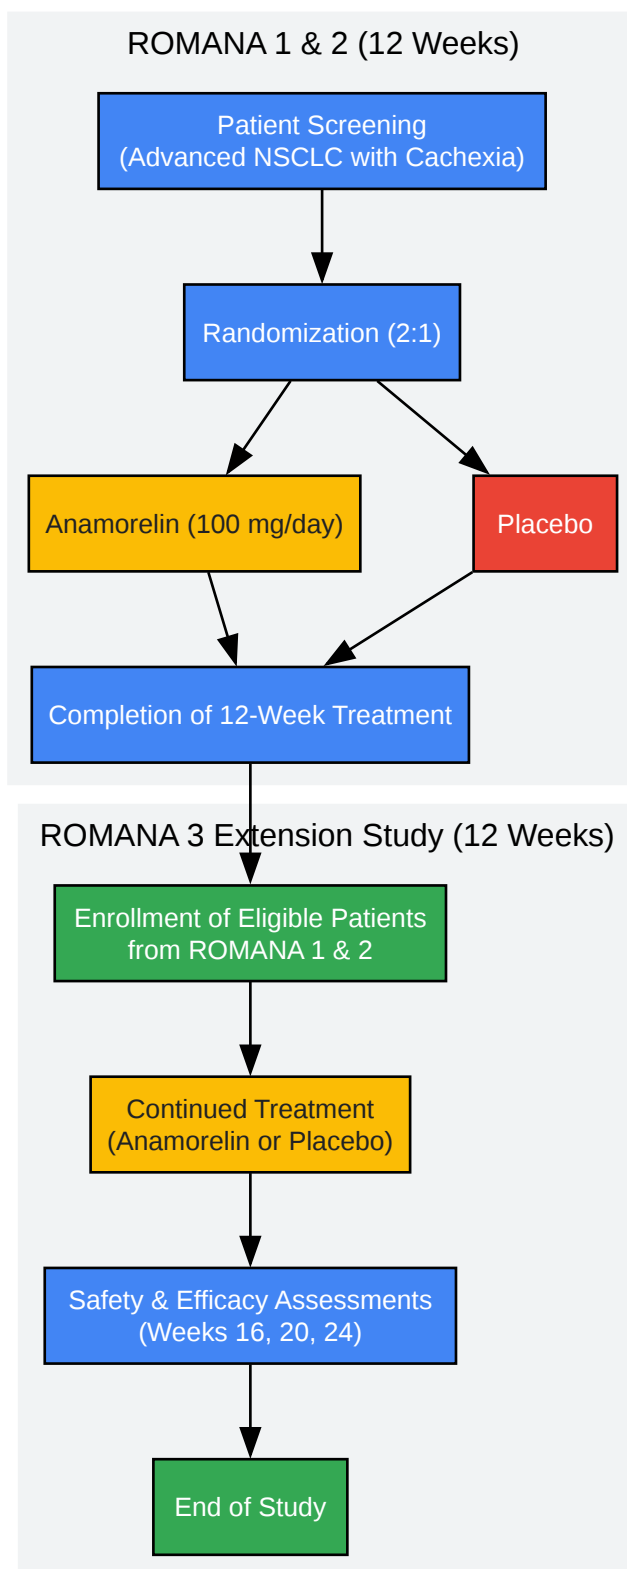 ROMANA 1 & 2 (12 Weeks)
Patient Screening
(Advanced NSCLC with Cachexia)
Randomization (2:1)
Anamorelin (100 mg/day)
Placebo
Completion of 12-Week Treatment
ROMANA 3 Extension Study (12 Weeks)
Enrollment of Eligible Patients
from ROMANA 1 & 2
Continued Treatment
(Anamorelin or Placebo)
Safety & Efficacy Assessments
(Weeks 16, 20, 24)
End of Study